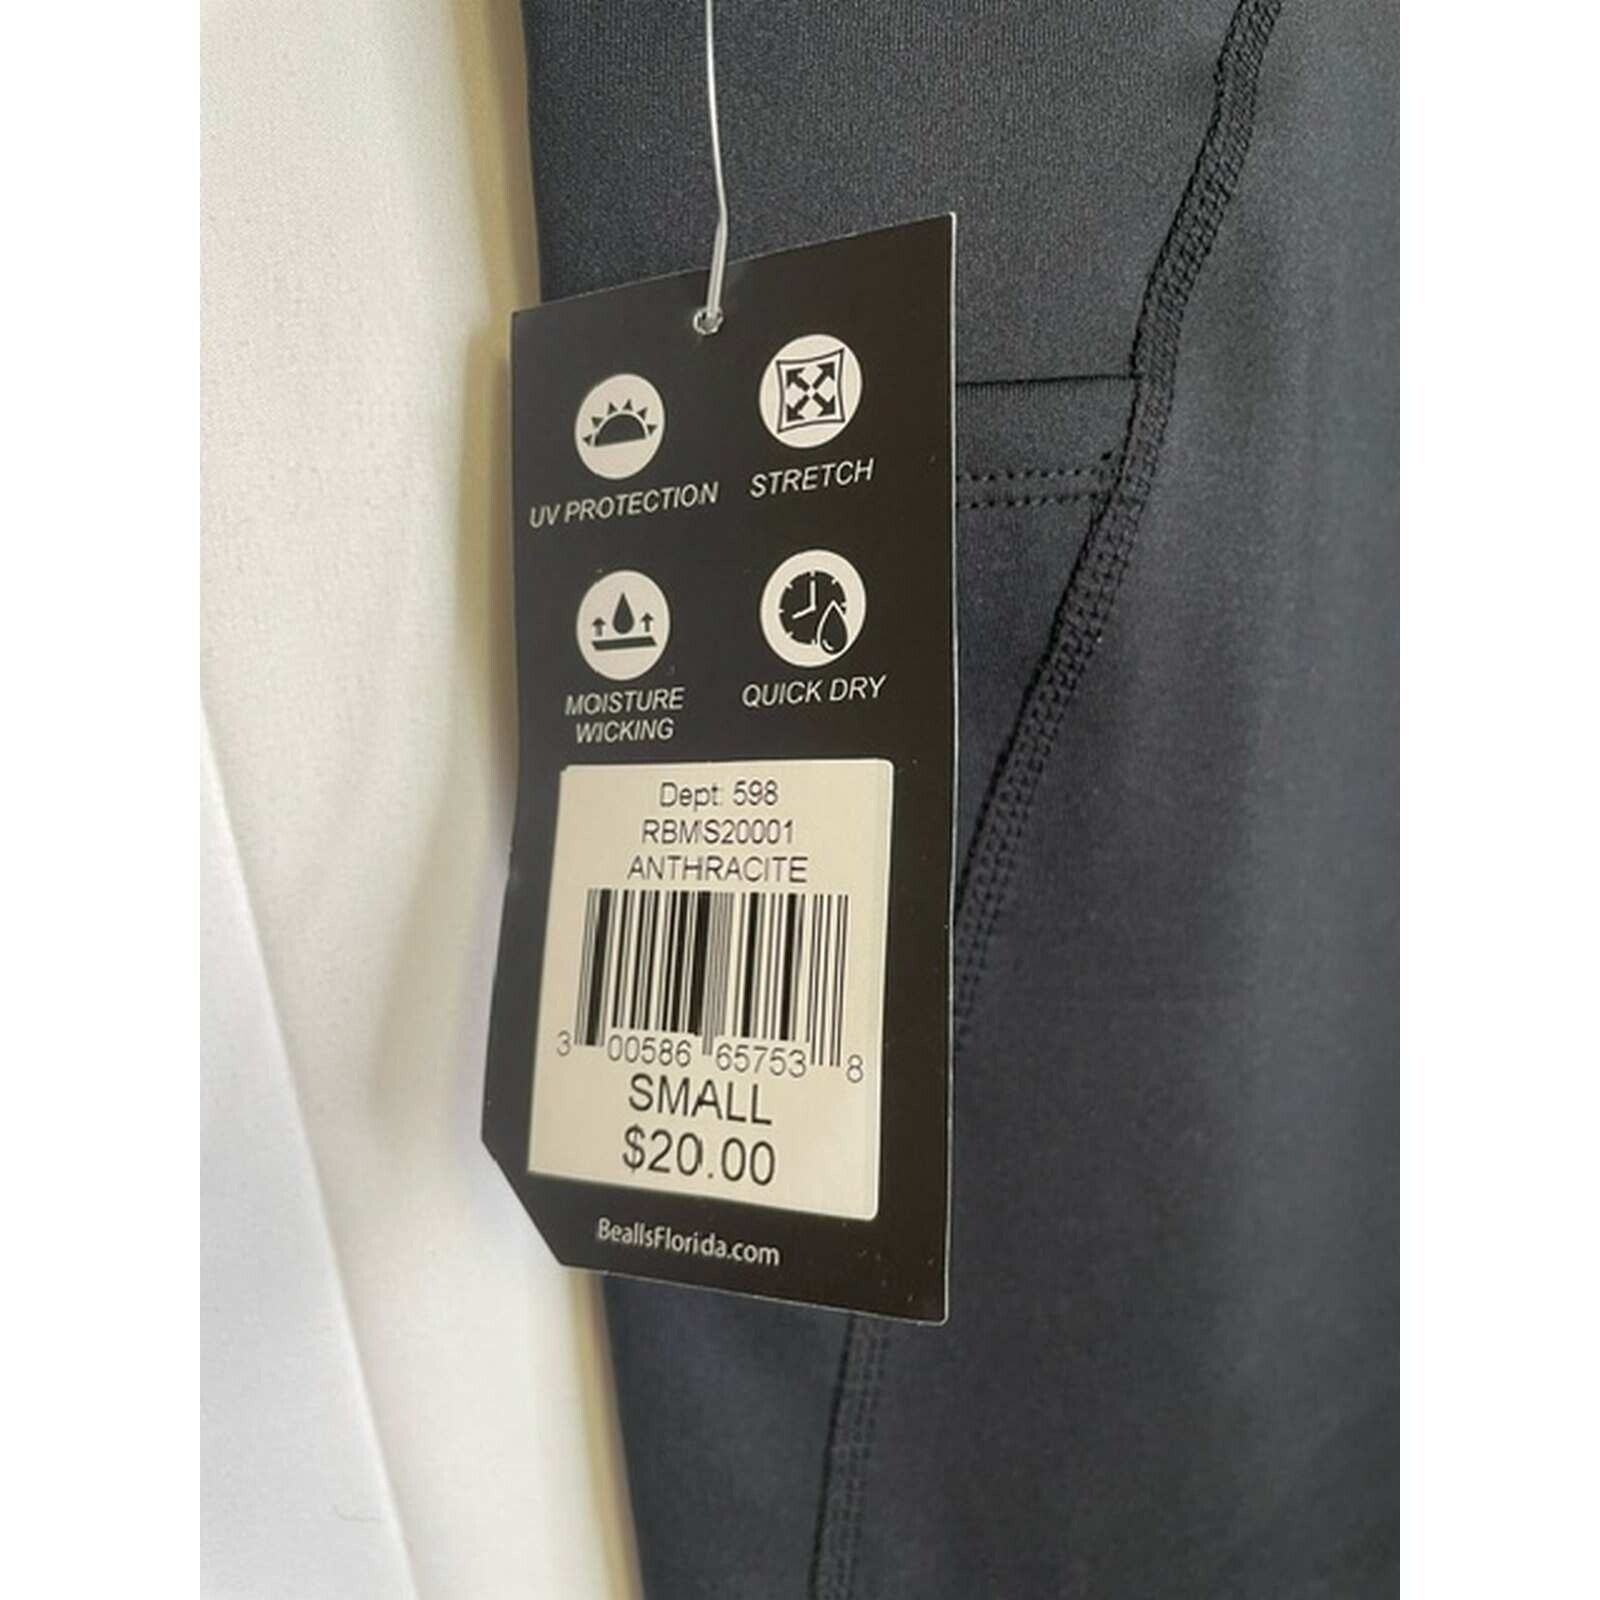 UV PROTECTION
STRETCH
MOISTURE
WICKING
QUICK DRY
Dept: 598
RBMS20001
ANTHRACITE
3 00586 65753 8
SMALL
$20.00
BeallsFlorida.com